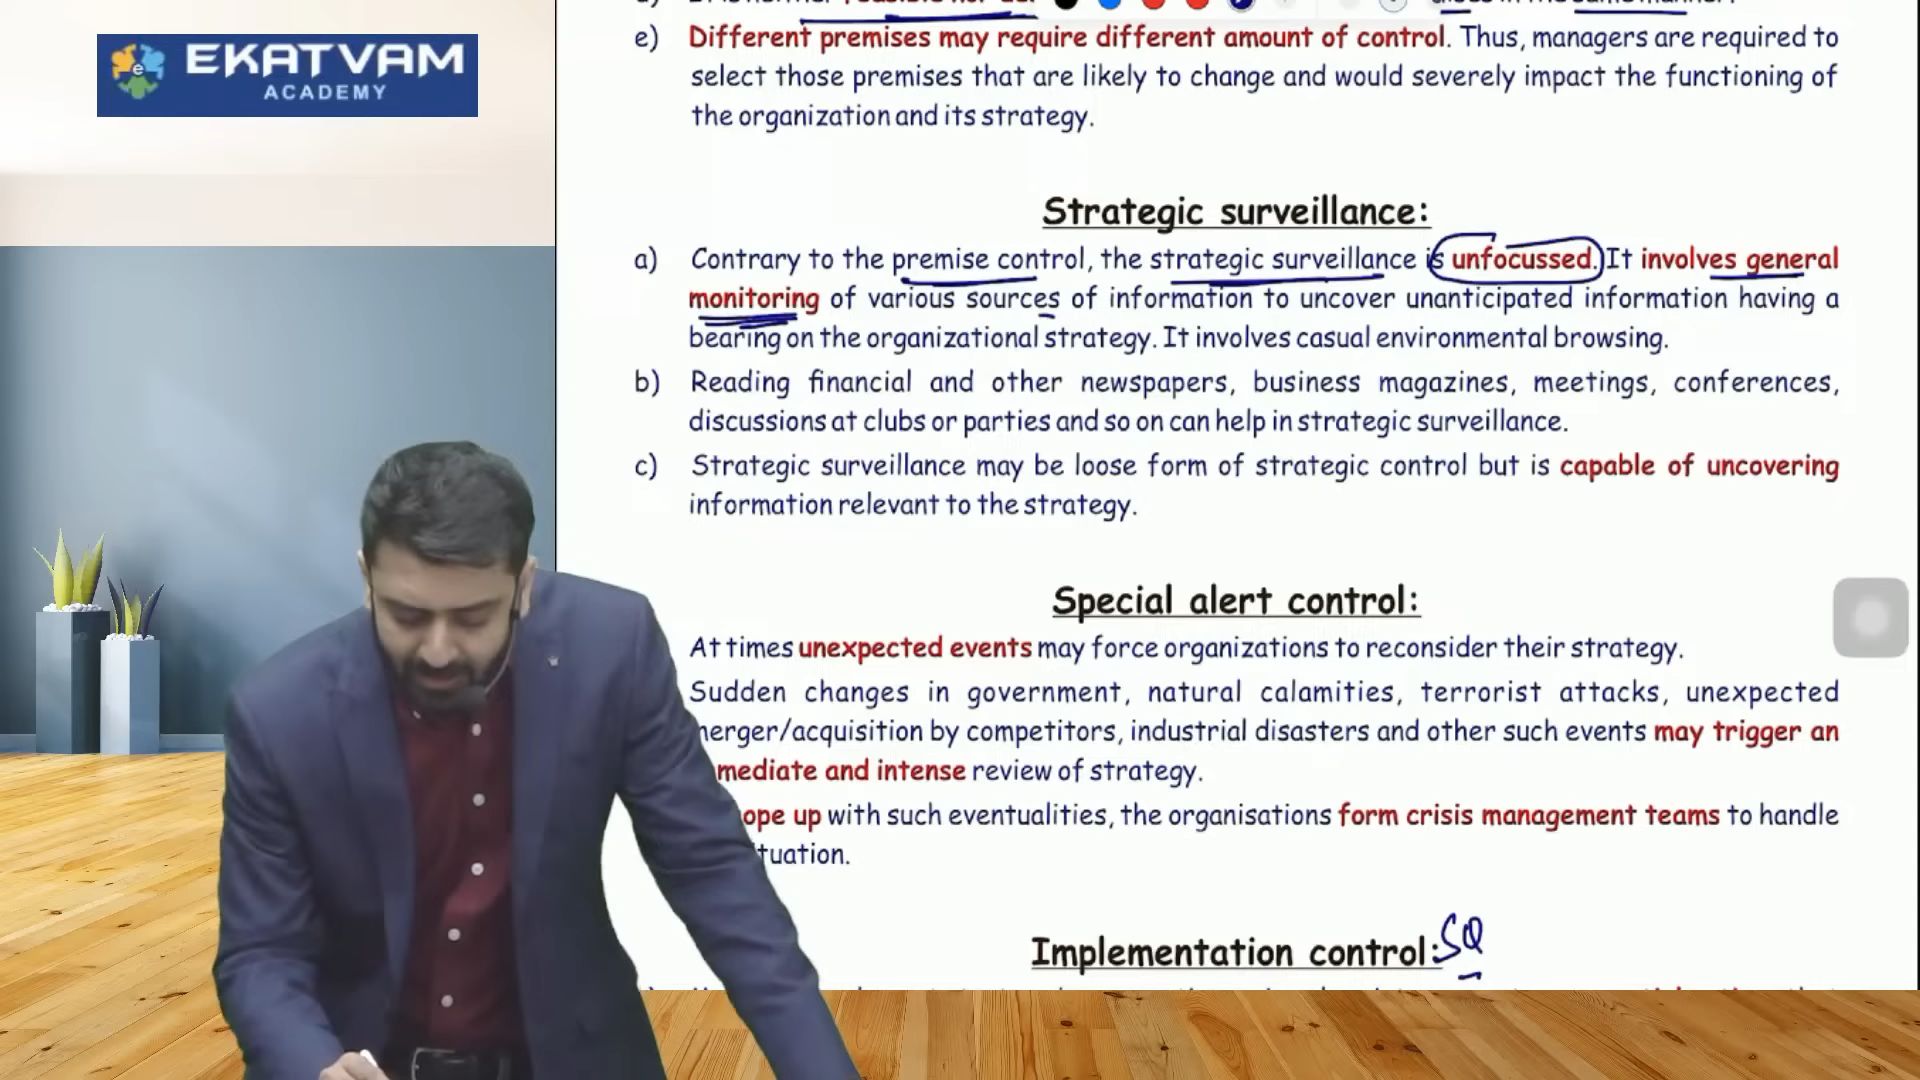 EKATVAM
ACADEMY
e) Different premises may require different amount of control. Thus, managers are required to
select those premises that are likely to change and would severely impact the functioning of
the organization and its strategy.
Strategic surveillance:
a) Contrary to the premise control, the strategic surveillance is unfocussed. It involves general
monitoring of various sources of information to uncover unanticipated information having a
bearing on the organizational strategy. It involves casual environmental browsing.
b) Reading financial and other newspapers, business magazines, meetings, conferences,
discussions at clubs or parties and so on can help in strategic surveillance.
c) Strategic surveillance may be loose form of strategic control but is capable of uncovering
information relevant to the strategy.
Special alert control:
At times unexpected events may force organizations to reconsider their strategy.
Sudden changes in government, natural calamities, terrorist attacks, unexpected
merger/acquisition by competitors, industrial disasters and other such events may trigger an
mediate and intense review of strategy.
ope up with such eventualities, the organisations form crisis management teams to handle
tuation.
Implementation control: SQ